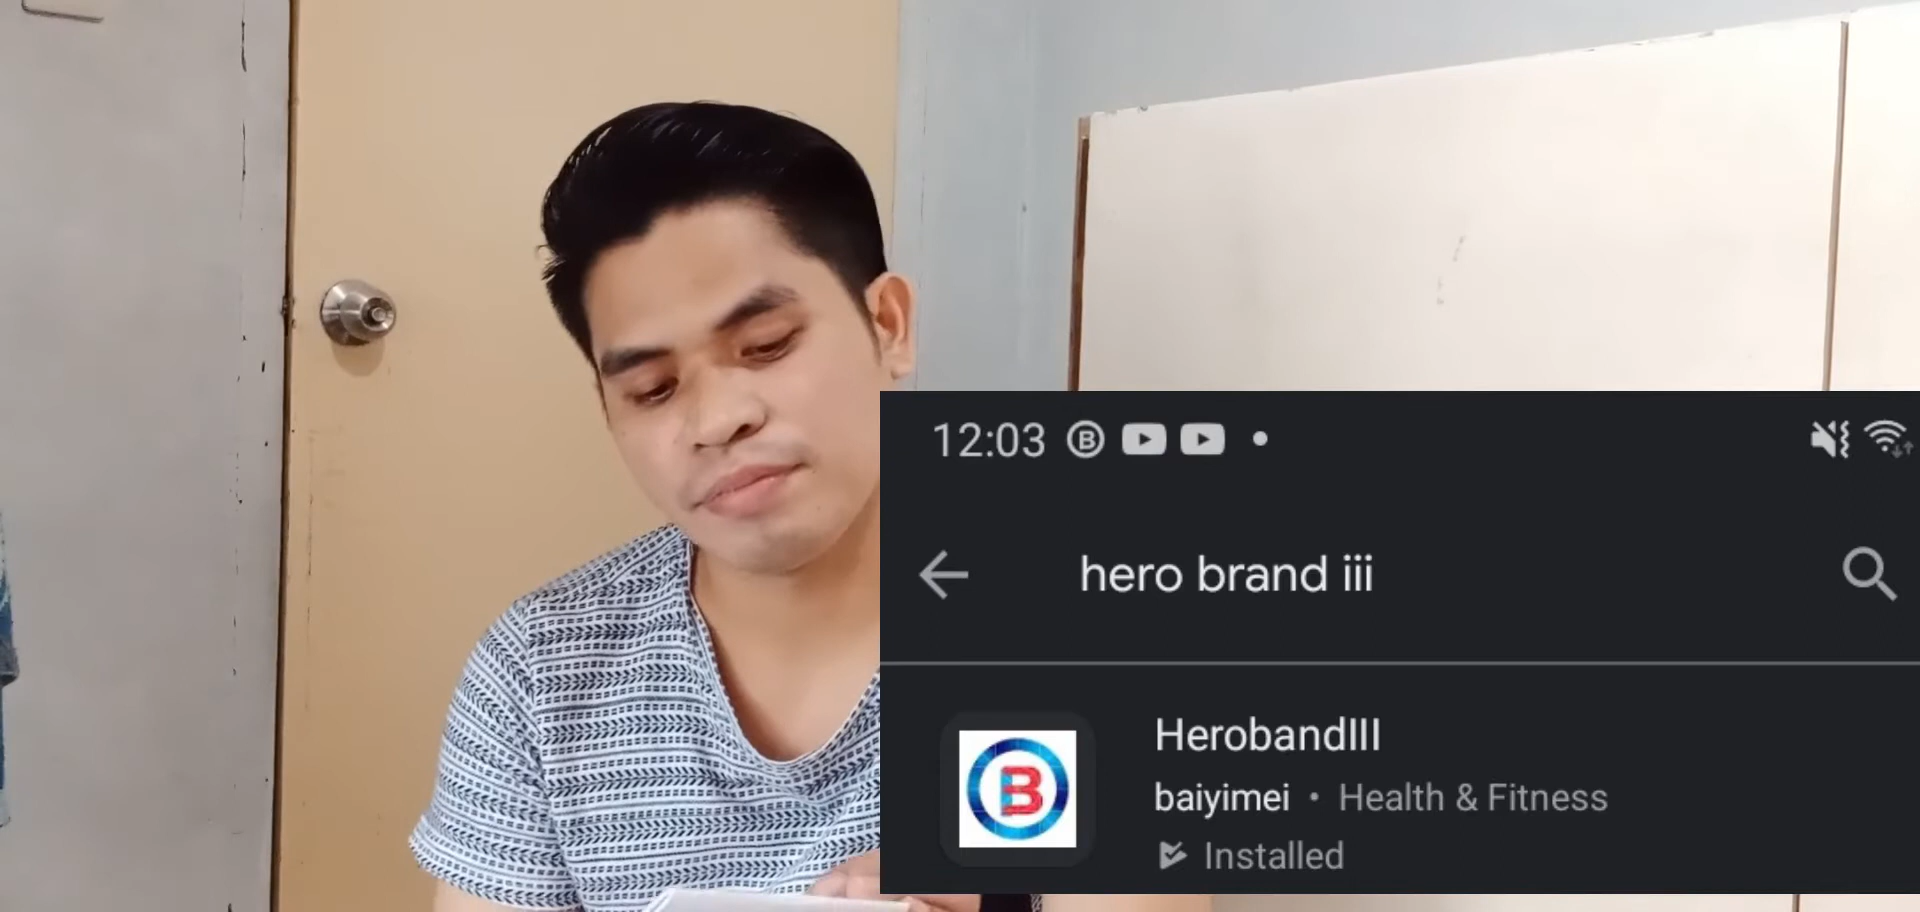 12:03
hero brand iii
HerobandIII
baiyimei • Health & Fitness
Installed